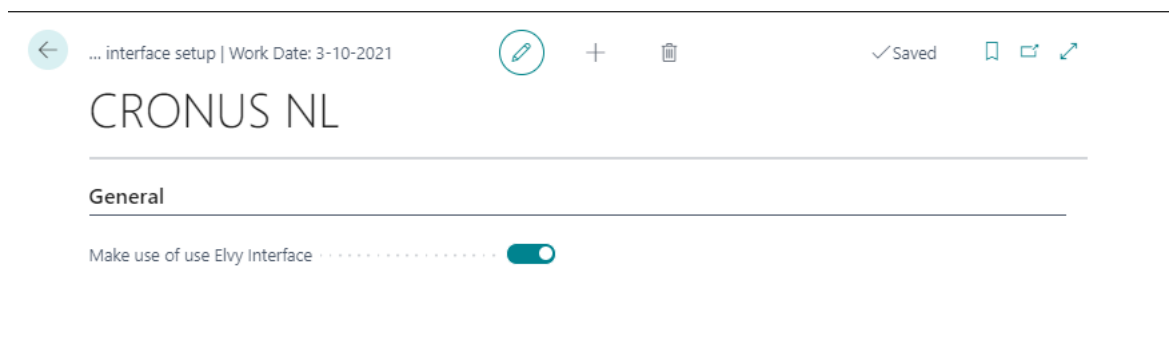 ... interface setup | Work Date: 3-10-2021
Saved
CRONUS NL
General
Make use of use Elvy Interface